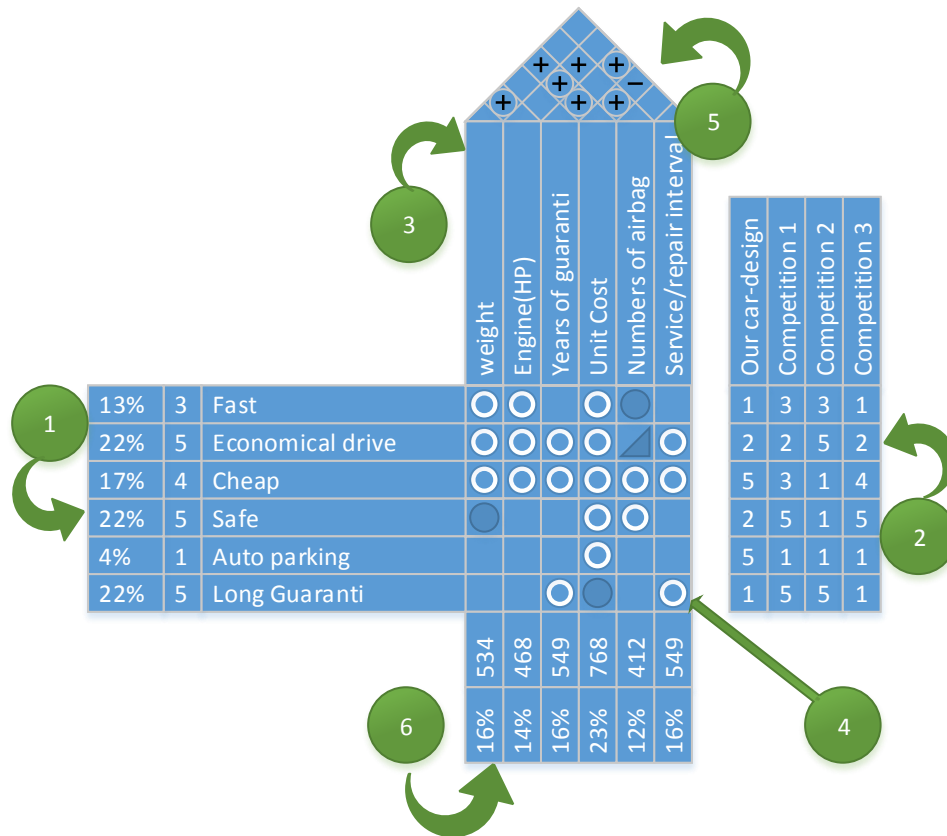 + + +
+ −
+ + +
5
3
weight
Engine(HP)
Years of guaranti
Unit Cost
Numbers of airbag
Service/repair interval
Our car-design
Competition 1
Competition 2
Competition 3
1
13% 3 Fast 1 3 3 1
22% 5 Economical drive 2 2 5 2
17% 4 Cheap 5 3 1 4
22% 5 Safe 2 5 1 5
4% 1 Auto parking 5 1 1 1
22% 5 Long Guaranti 1 5 5 1
2
534 468 549 768 412 549
16% 14% 16% 23% 12% 16%
6
4